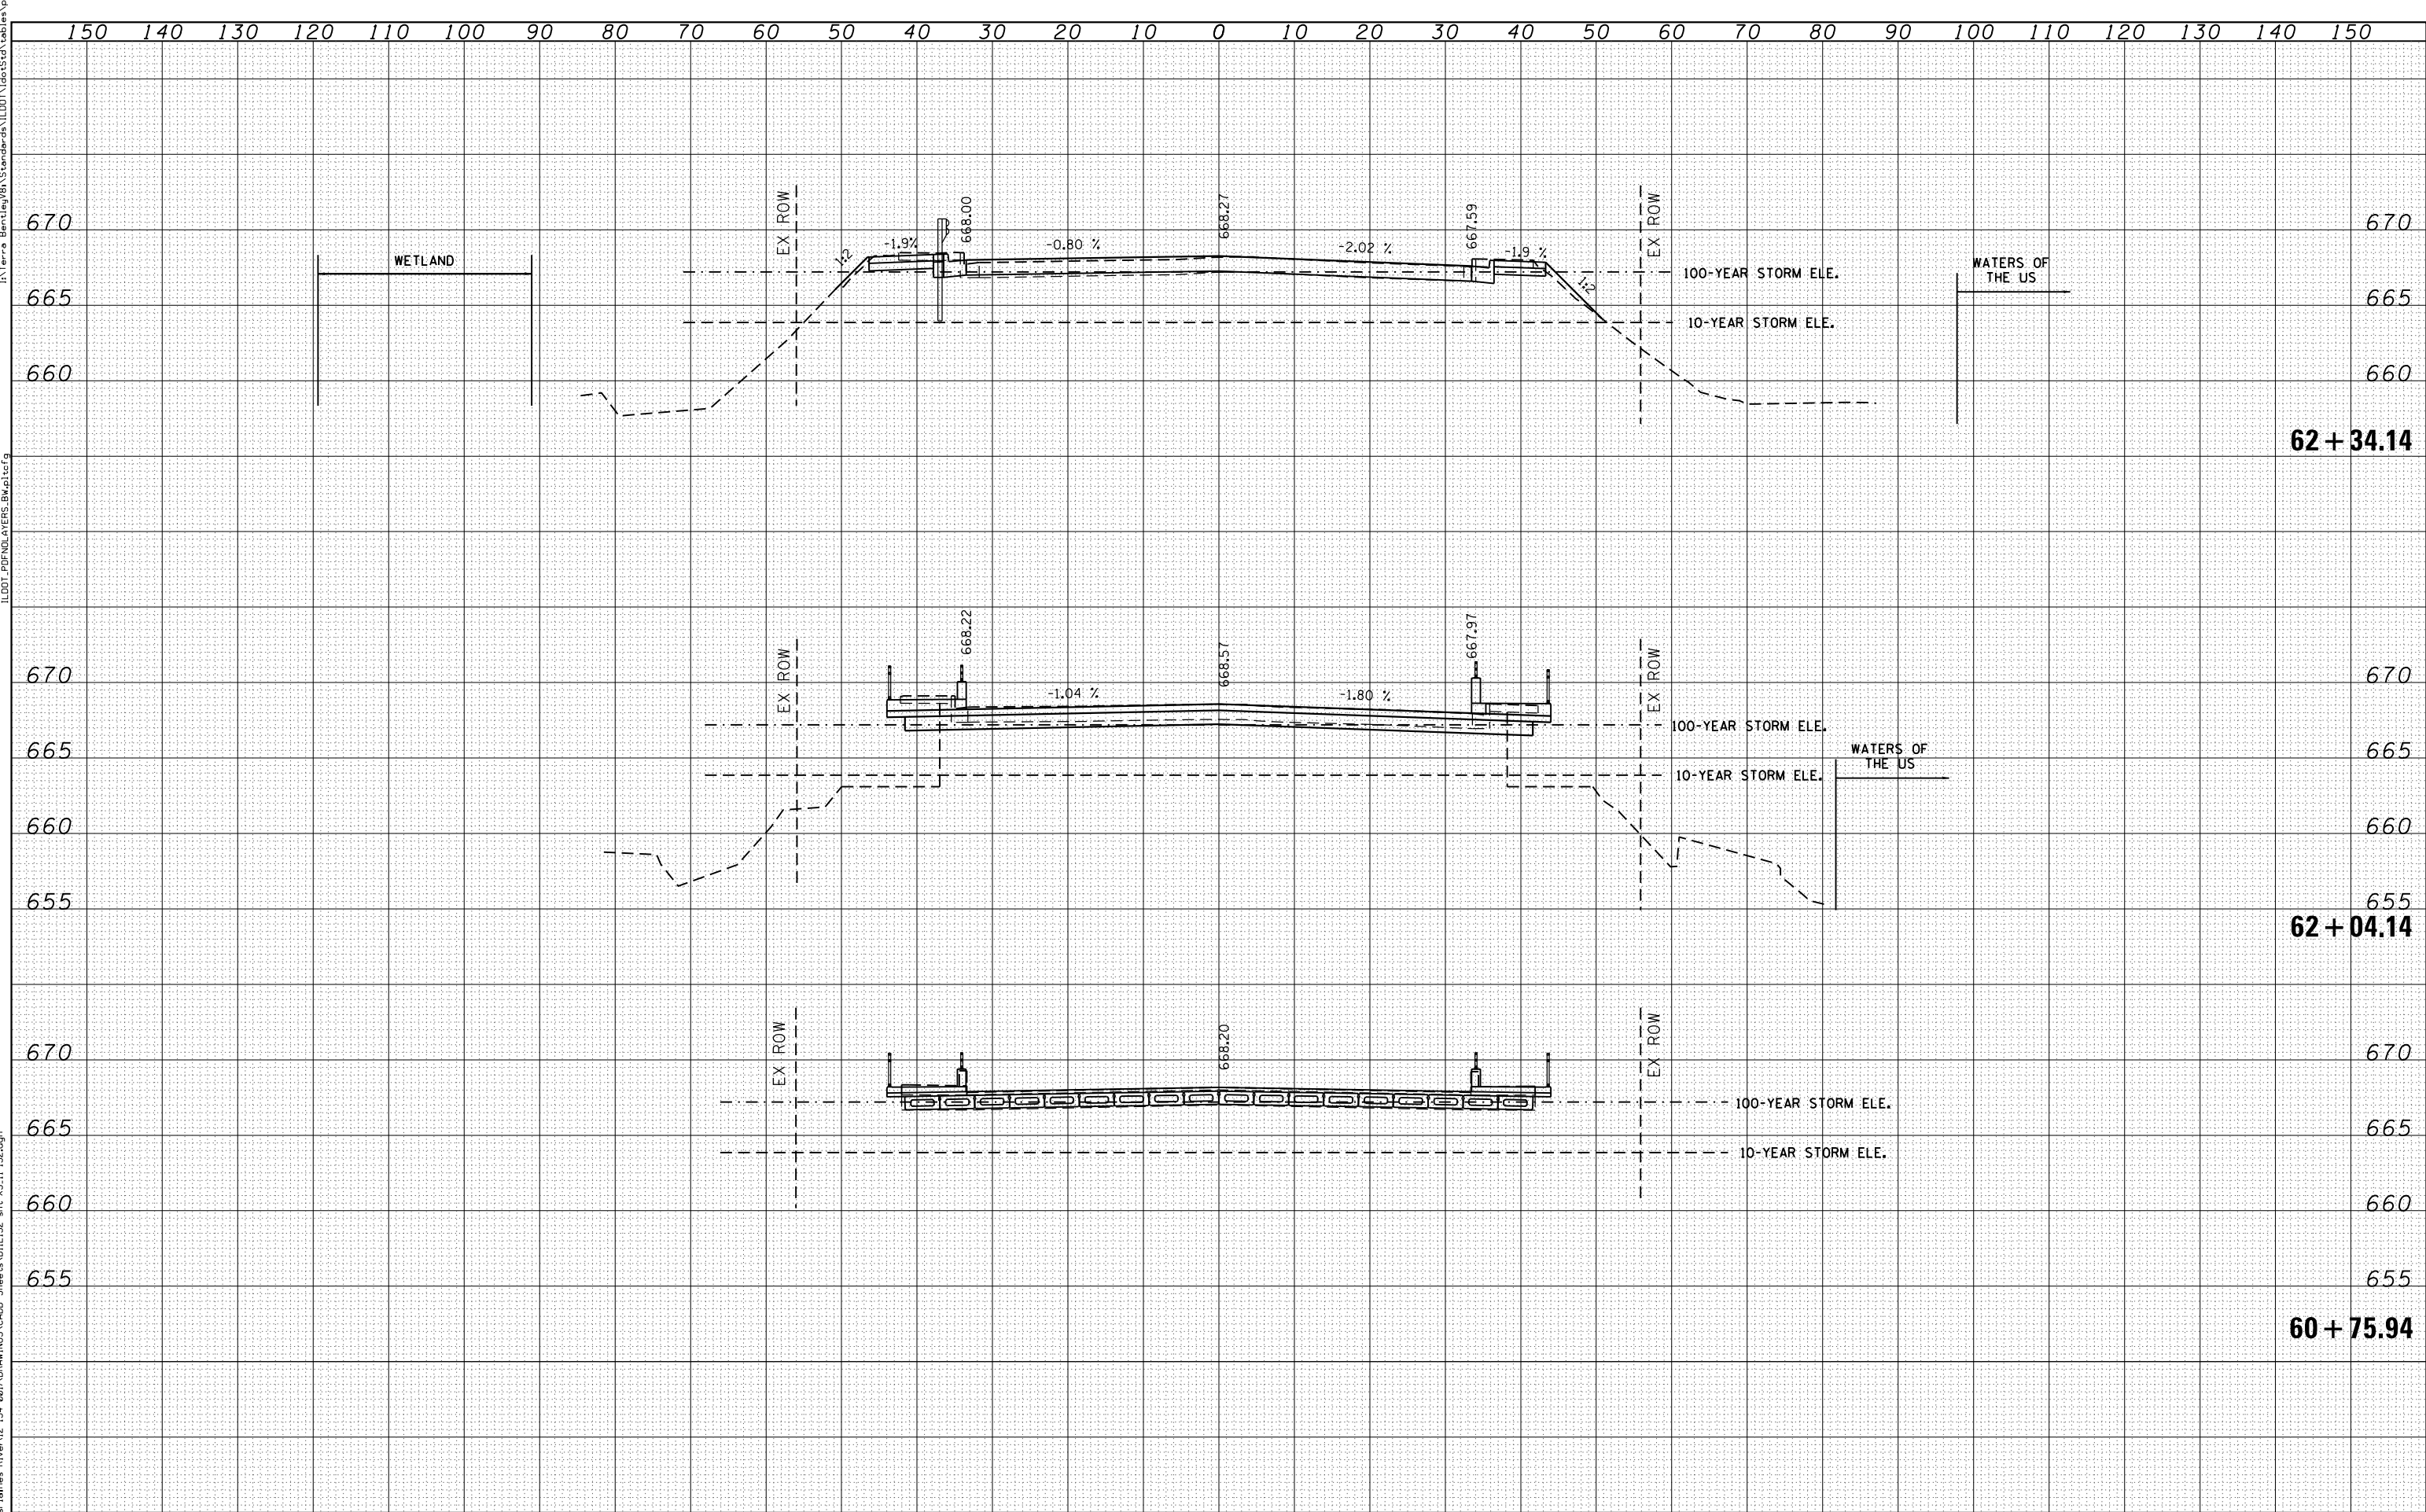 150 140 130 120 110 100 90 80 70 60 50 40 30 20 10 0 10 20 30 40 50 60 70 80 90 100 110 120 130 140 150
EX ROW
668.00
668.27
667.59
EX ROW
670 670
1:2 -1.9% -0.80 % -2.02 % -1.9 % 1:2
WETLAND
100-YEAR STORM ELE.
WATERS OF
THE US
665 665
10-YEAR STORM ELE.
660 660
62+34.14
ILDOT_PDFNDLAYERS_BW.pltcfg
EX ROW
668.22
668.57
667.97
EX ROW
670 670
-1.04 % -1.80 %
100-YEAR STORM ELE.
665 665
WATERS OF
THE US
10-YEAR STORM ELE.
660 660
655 655
62+04.14
EX ROW
668.20
EX ROW
670 670
100-YEAR STORM ELE.
665 665
10-YEAR STORM ELE.
660 660
655 655
60+75.94